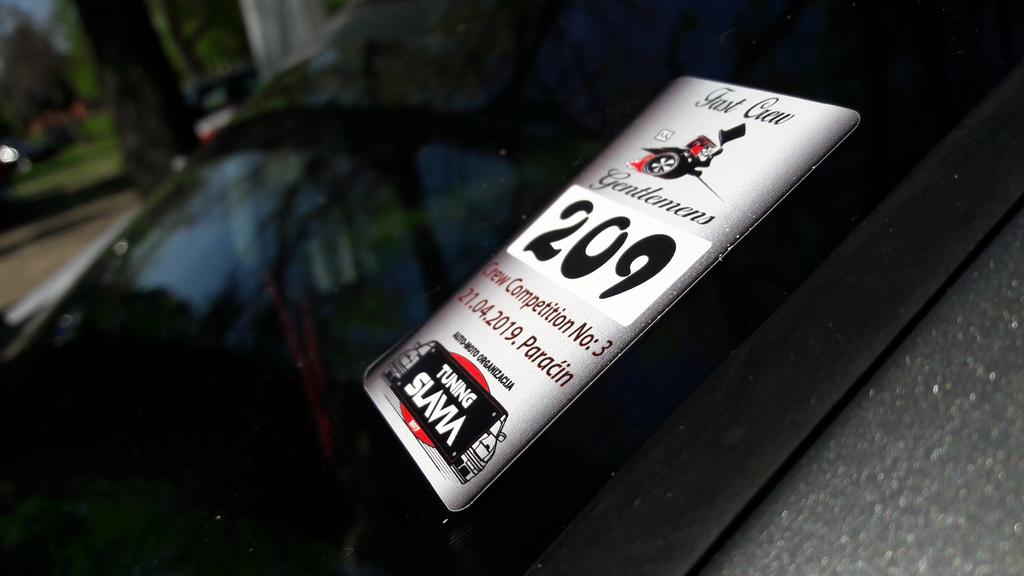 Fast Crew
Gentlemens
209
Crew Competition No: 3
21.04.2019. Paraćin
AUTO-MOTO ORGANIZACIJA
TUNING
SLAVIA